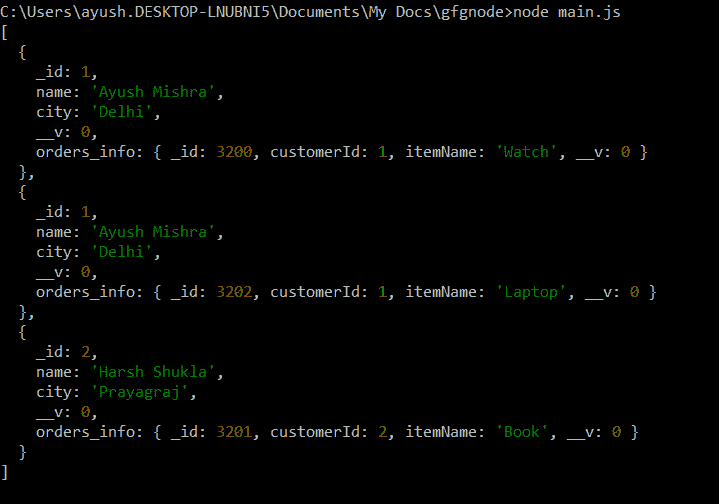 C:\Users\ayush.DESKTOP-LNUBNI5\Documents\My Docs\gfgnode>node main.js
[
  {
    _id: 1,
    name: 'Ayush Mishra',
    city: 'Delhi',
    __v: 0,
    orders_info: { _id: 3200, customerId: 1, itemName: 'Watch', __v: 0 }
  },
  {
    _id: 1,
    name: 'Ayush Mishra',
    city: 'Delhi',
    __v: 0,
    orders_info: { _id: 3202, customerId: 1, itemName: 'Laptop', __v: 0 }
  },
  {
    _id: 2,
    name: 'Harsh Shukla',
    city: 'Prayagraj',
    __v: 0,
    orders_info: { _id: 3201, customerId: 2, itemName: 'Book', __v: 0 }
  }
]